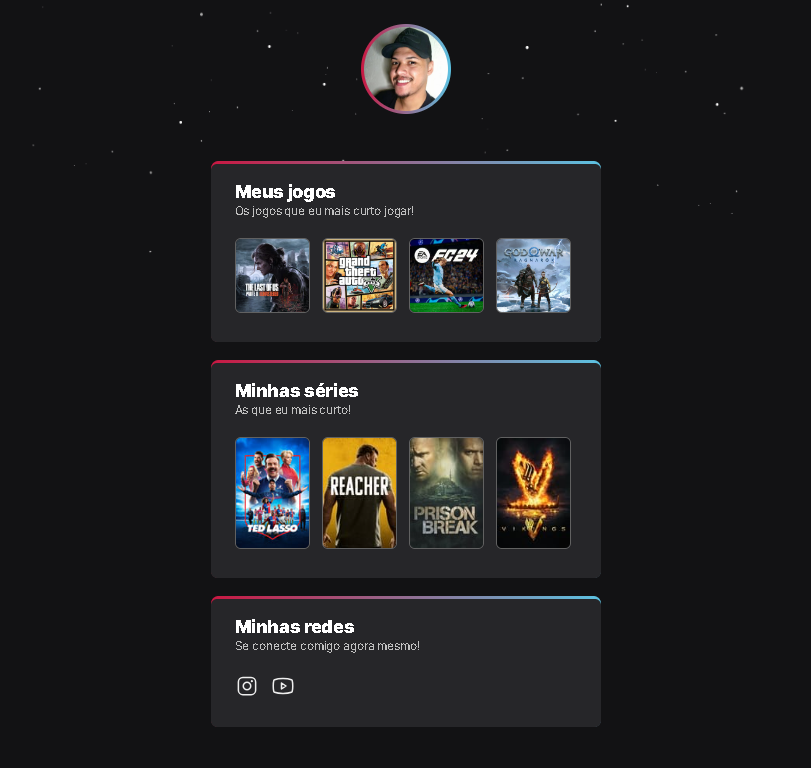 Meus jogos
Os jogos que eu mais curto jogar!
THE LAST OF US
PART II REMASTERED
grand
theft
auto V
EA FC24
GOD OF WAR
RAGNARÖK
Minhas séries
As que eu mais curto!
TED LASSO
REACHER
PRISON
BREAK
VIKINGS
Minhas redes
Se conecte comigo agora mesmo!